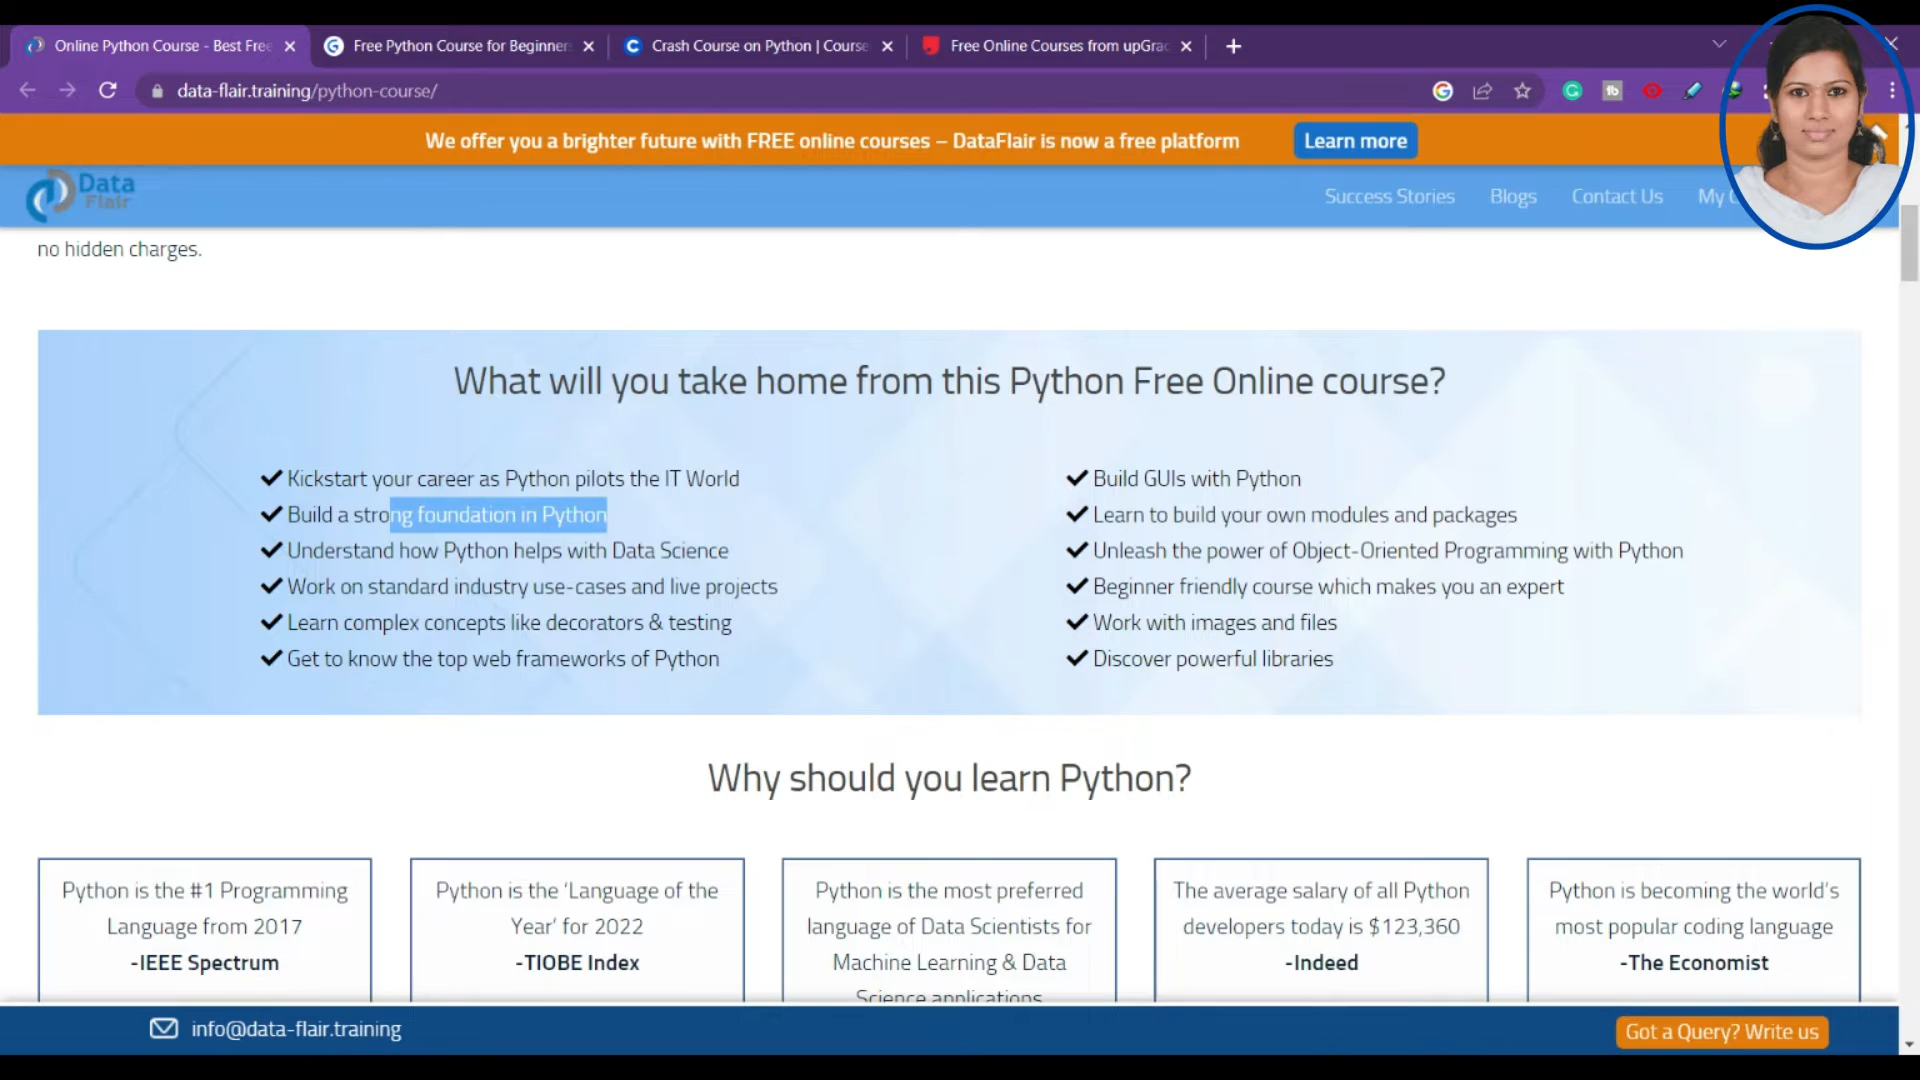 Online Python Course - Best Free
Free Python Course for Beginner
Crash Course on Python | Course
Free Online Courses from upGrad
data-flair.training/python-course/
We offer you a brighter future with FREE online courses – DataFlair is now a free platform
Learn more
Data
Flair
Success Stories
Blogs
Contact Us
My
no hidden charges.
What will you take home from this Python Free Online course?
Kickstart your career as Python pilots the IT World
Build a strong foundation in Python
Understand how Python helps with Data Science
Work on standard industry use-cases and live projects
Learn complex concepts like decorators & testing
Get to know the top web frameworks of Python
Build GUIs with Python
Learn to build your own modules and packages
Unleash the power of Object-Oriented Programming with Python
Beginner friendly course which makes you an expert
Work with images and files
Discover powerful libraries
Why should you learn Python?
Python is the #1 Programming
Language from 2017
-IEEE Spectrum
Python is the ‘Language of the
Year’ for 2022
-TIOBE Index
Python is the most preferred
language of Data Scientists for
Machine Learning & Data
Science applications
The average salary of all Python
developers today is $123,360
-Indeed
Python is becoming the world’s
most popular coding language
-The Economist
info@data-flair.training
Got a Query? Write us